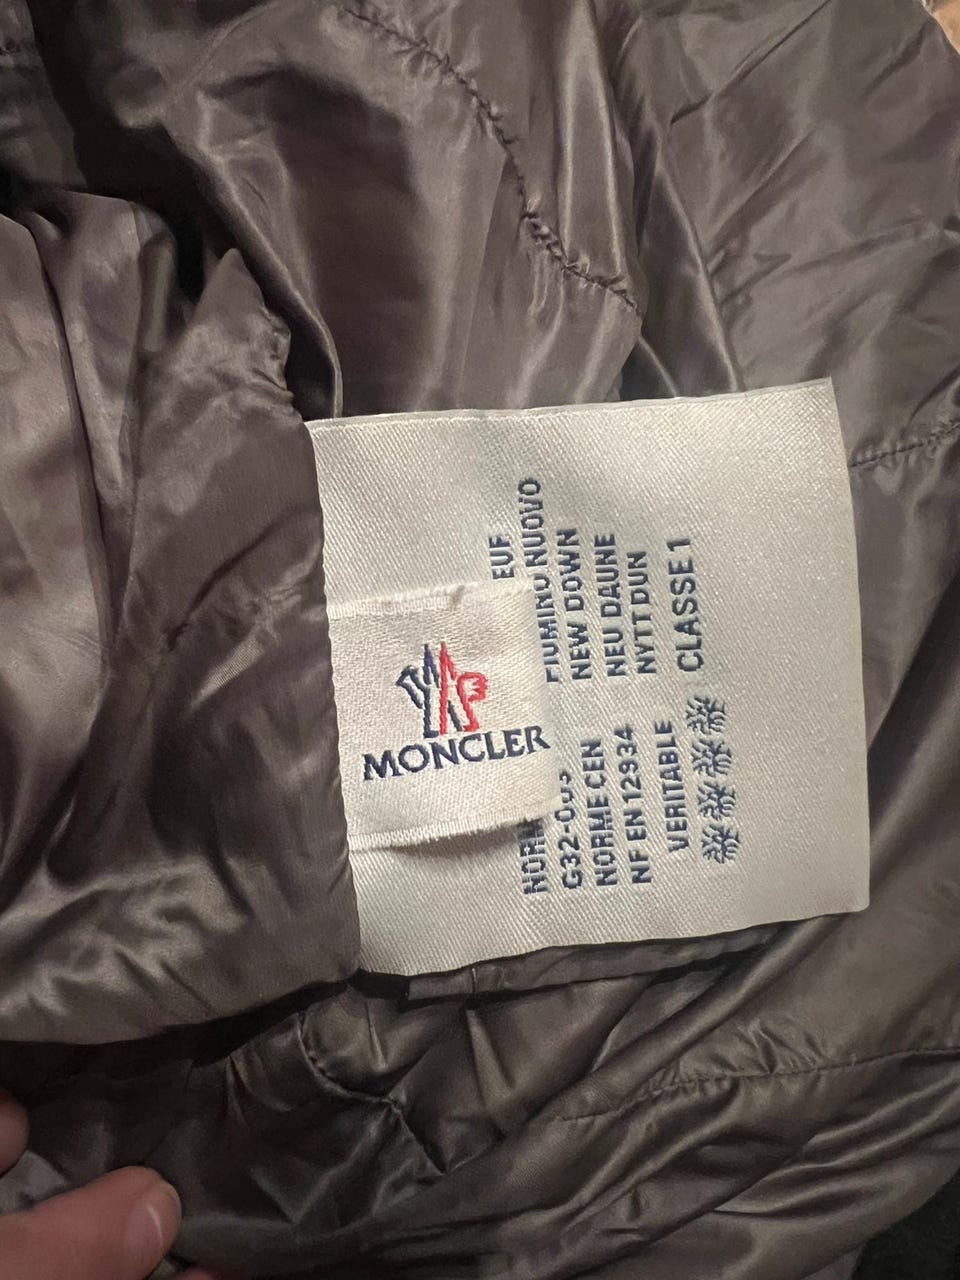 MONCLER
EUF
NUOVO
NEW DOWN
NEU DAUNE
NYTT DUN
G32-003
NORME CEN
NF EN 12934
VERITABLE
CLASSE 1